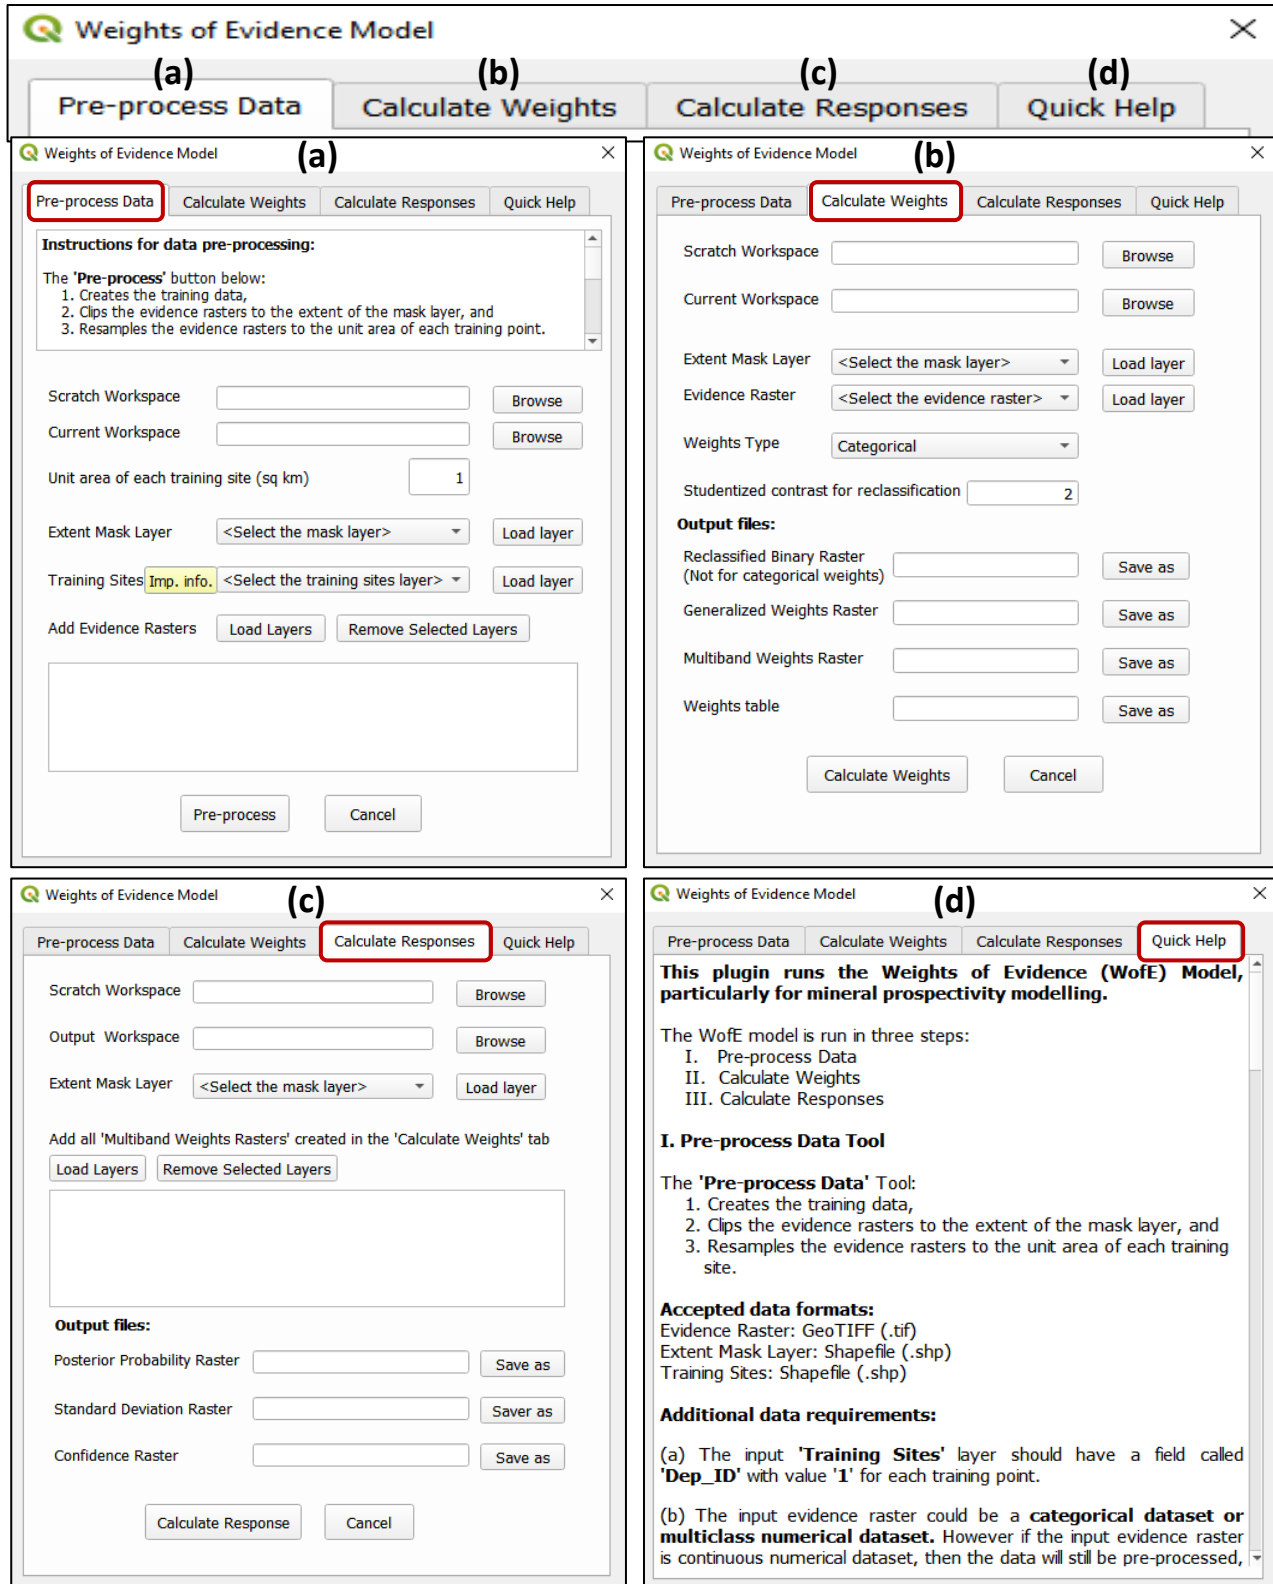 Weights of Evidence Model
(a) (b) (c) (d)
Pre-process Data Calculate Weights Calculate Responses Quick Help
Weights of Evidence Model (a)
Pre-process Data Calculate Weights Calculate Responses Quick Help
Instructions for data pre-processing:
The 'Pre-process' button below:
1. Creates the training data,
2. Clips the evidence rasters to the extent of the mask layer, and
3. Resamples the evidence rasters to the unit area of each training point.
Scratch Workspace Browse
Current Workspace Browse
Unit area of each training site (sq km) 1
Extent Mask Layer <Select the mask layer> Load layer
Training Sites Imp. info. <Select the training sites layer> Load layer
Add Evidence Rasters Load Layers Remove Selected Layers
Pre-process Cancel
Weights of Evidence Model (b)
Pre-process Data Calculate Weights Calculate Responses Quick Help
Scratch Workspace Browse
Current Workspace Browse
Extent Mask Layer <Select the mask layer> Load layer
Evidence Raster <Select the evidence raster> Load layer
Weights Type Categorical
Studentized contrast for reclassification 2
Output files:
Reclassified Binary Raster
(Not for categorical weights) Save as
Generalized Weights Raster Save as
Multiband Weights Raster Save as
Weights table Save as
Calculate Weights Cancel
Weights of Evidence Model (c)
Pre-process Data Calculate Weights Calculate Responses Quick Help
Scratch Workspace Browse
Output Workspace Browse
Extent Mask Layer <Select the mask layer> Load layer
Add all 'Multiband Weights Rasters' created in the 'Calculate Weights' tab
Load Layers Remove Selected Layers
Output files:
Posterior Probability Raster Save as
Standard Deviation Raster Saver as
Confidence Raster Save as
Calculate Response Cancel
Weights of Evidence Model (d)
Pre-process Data Calculate Weights Calculate Responses Quick Help
This plugin runs the Weights of Evidence (WofE) Model,
particularly for mineral prospectivity modelling.
The WofE model is run in three steps:
I. Pre-process Data
II. Calculate Weights
III. Calculate Responses
I. Pre-process Data Tool
The 'Pre-process Data' Tool:
1. Creates the training data,
2. Clips the evidence rasters to the extent of the mask layer, and
3. Resamples the evidence rasters to the unit area of each training
site.
Accepted data formats:
Evidence Raster: GeoTIFF (.tif)
Extent Mask Layer: Shapefile (.shp)
Training Sites: Shapefile (.shp)
Additional data requirements:
(a) The input 'Training Sites' layer should have a field called
'Dep_ID' with value '1' for each training point.
(b) The input evidence raster could be a categorical dataset or
multiclass numerical dataset. However if the input evidence raster
is continuous numerical dataset, then the data will still be pre-processed,